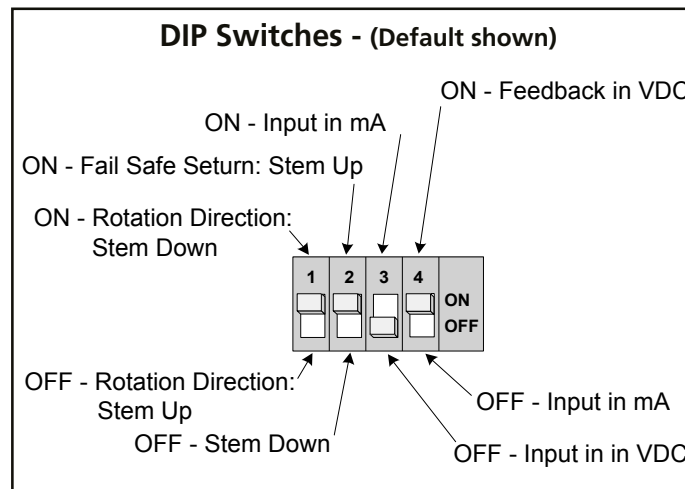 DIP Switches - (Default shown)
ON - Feedback in VDC
ON - Input in mA
ON - Fail Safe Seturn: Stem Up
ON - Rotation Direction:
Stem Down
1 2 3 4
ON
OFF
OFF - Rotation Direction:
Stem Up
OFF - Input in mA
OFF - Stem Down
OFF - Input in in VDC